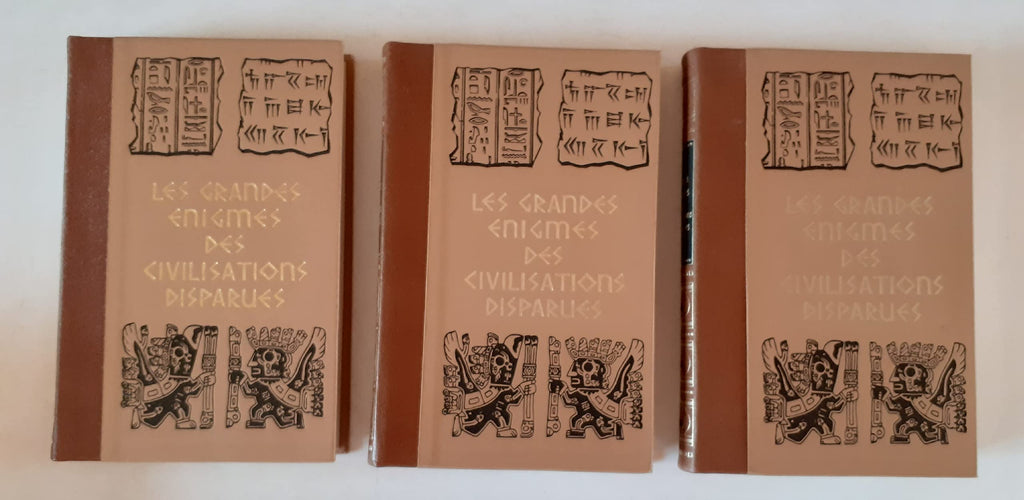 LES GRANDES
ENIGMES
DES
CIVILISATIONS
DISPARUES
LES GRANDES
ENIGMES
DES
CIVILISATIONS
DISPARUES
LES GRANDES
ENIGMES
DES
CIVILISATIONS
DISPARUES